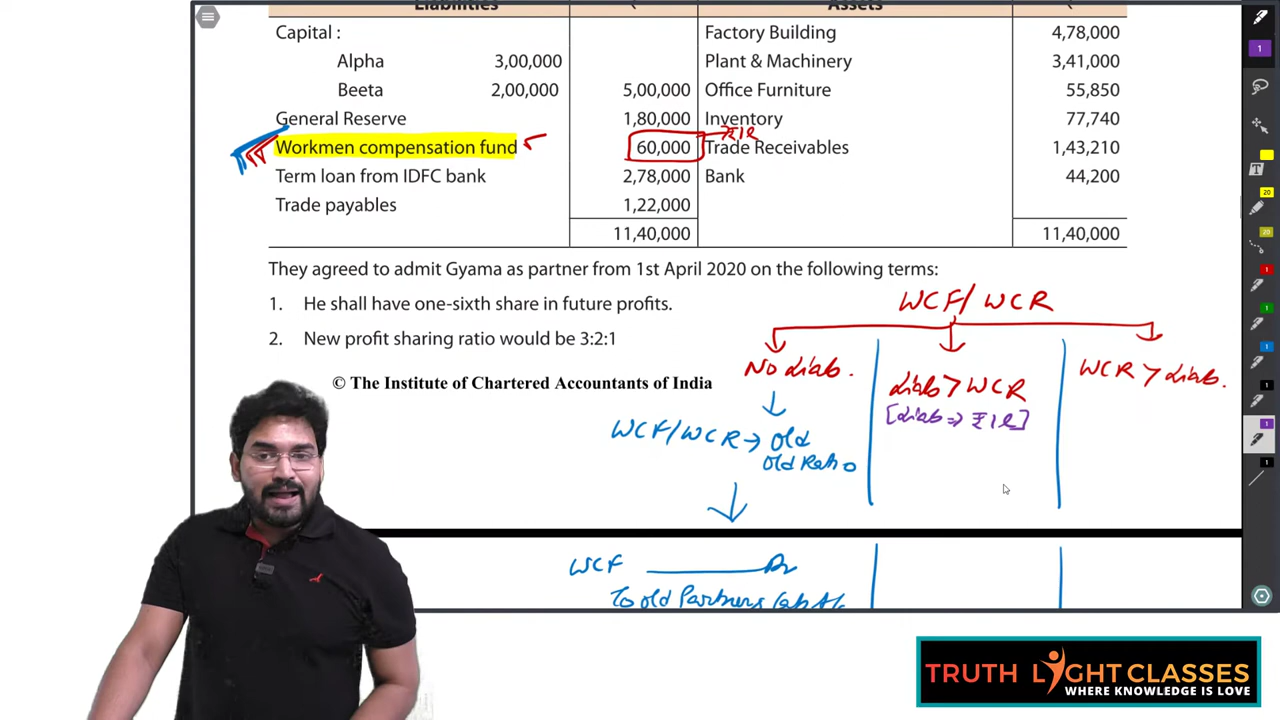 Liabilities ₹ Assets ₹
Capital : Factory Building 4,78,000
Alpha 3,00,000 Plant & Machinery 3,41,000
Beeta 2,00,000 5,00,000 Office Furniture 55,850
General Reserve 1,80,000 Inventory 77,740
₹1L
Workmen compensation fund 60,000 Trade Receivables 1,43,210
Term loan from IDFC bank 2,78,000 Bank 44,200
Trade payables 1,22,000
11,40,000 11,40,000
They agreed to admit Gyama as partner from 1st April 2020 on the following terms:
1. He shall have one-sixth share in future profits.
2. New profit sharing ratio would be 3:2:1
© The Institute of Chartered Accountants of India
WCF/WCR
No Liab.
WCF/WCR → old
old Ratio
Liab > WCR
[Liab ⇒ ₹1L]
WCR > Liab.
WCF Dr
To old Partners
TRUTH LIGHT CLASSES
WHERE KNOWLEDGE IS LOVE